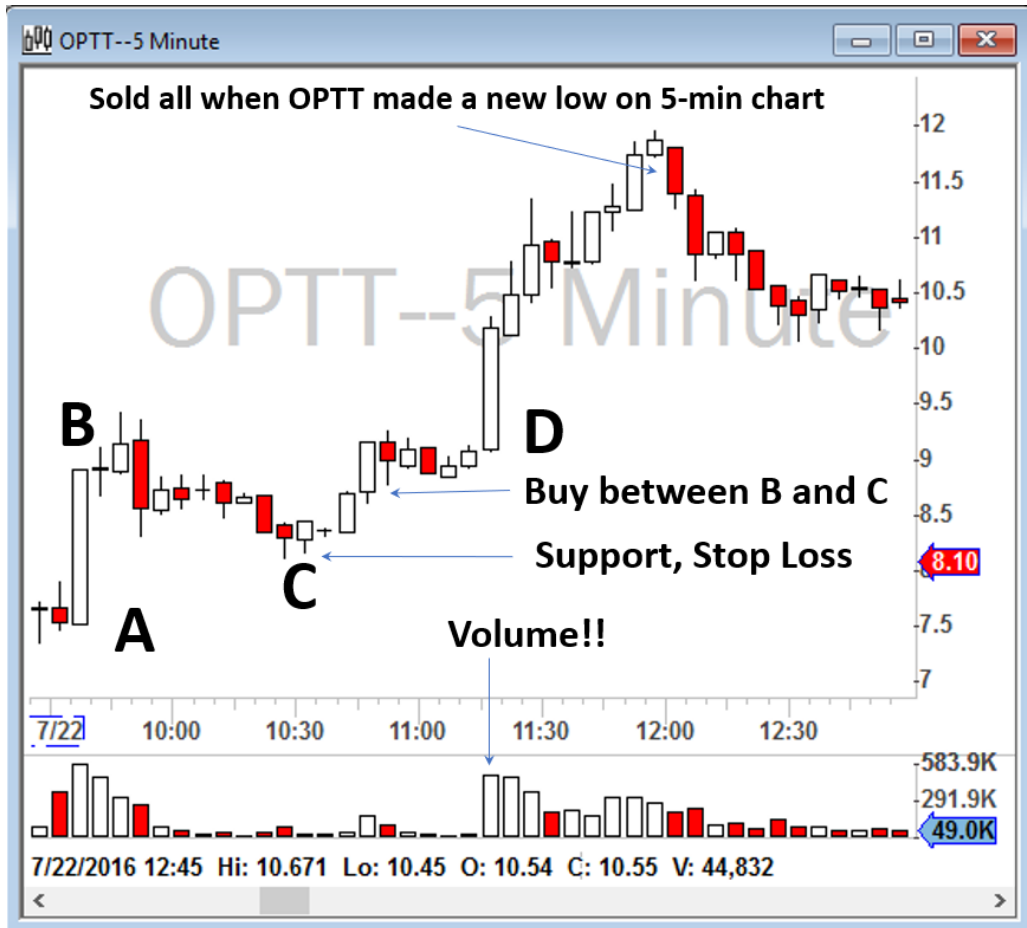 OPTT--5 Minute
Sold all when OPTT made a new low on 5-min chart
12
11.5
11
OPTT--5 Minute
10.5
10
9.5
B
D
9
Buy between B and C
8.5
Support, Stop Loss
8.10
C
A
7.5
Volume!!
7
7/22 10:00 10:30 11:00 11:30 12:00 12:30
583.9K
291.9K
49.0K
7/22/2016 12:45 Hi: 10.671 Lo: 10.45 O: 10.54 C: 10.55 V: 44,832